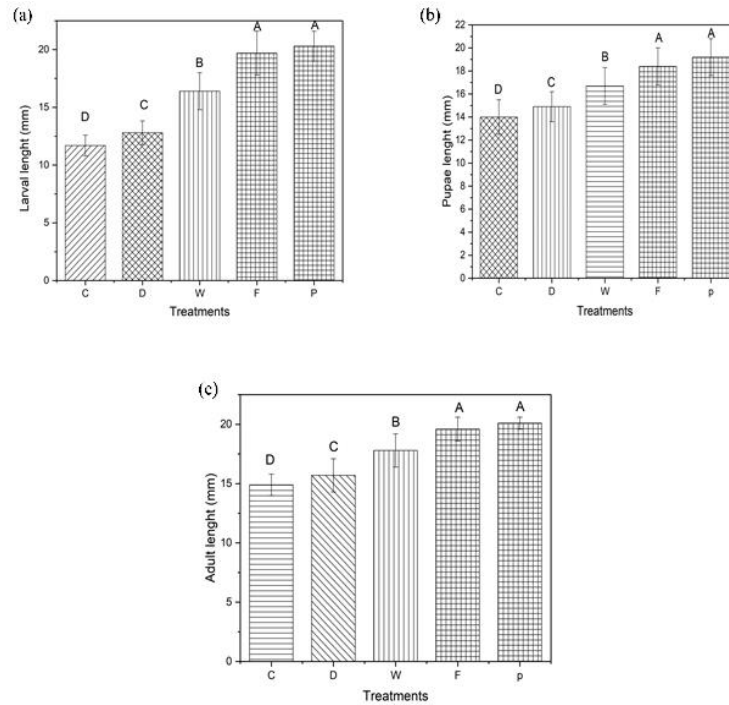 (a)
20
15
10
5
0
Larval lenght (mm)
D
C
B
A
A
C D W F P
Treatments
(b)
22
20
18
16
14
12
10
8
6
4
2
0
Pupae lenght (mm)
D
C
B
A
A
C D W F p
Treatments
(c)
20
15
10
5
0
Adult lenght (mm)
D
C
B
A
A
C D W F p
Treatments